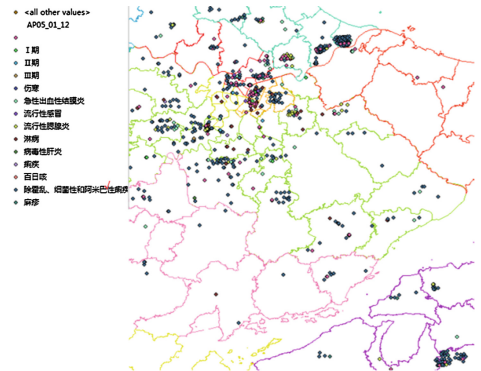 <all other values>
AP05_01_12
Ⅰ期
Ⅱ期
Ⅲ期
伤寒
急性出血性结膜炎
流行性感冒
流行性腮腺炎
淋病
病毒性肝炎
痢疾
百日咳
除霍乱、细菌性和阿米巴性痢疾
麻疹